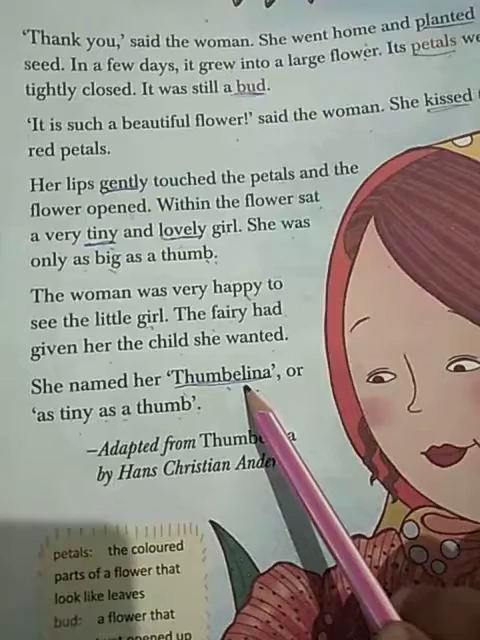 ‘Thank you,’ said the woman. She went home and planted
seed. In a few days, it grew into a large flower. Its petals we
tightly closed. It was still a bud.
‘It is such a beautiful flower!’ said the woman. She kissed
red petals.
Her lips gently touched the petals and the
flower opened. Within the flower sat
a very tiny and lovely girl. She was
only as big as a thumb.
The woman was very happy to
see the little girl. The fairy had
given her the child she wanted.
She named her ‘Thumbelina’, or
‘as tiny as a thumb’.
–Adapted from Thumb a
by Hans Christian Ander
petals: the coloured
parts of a flower that
look like leaves
bud: a flower that
opened up